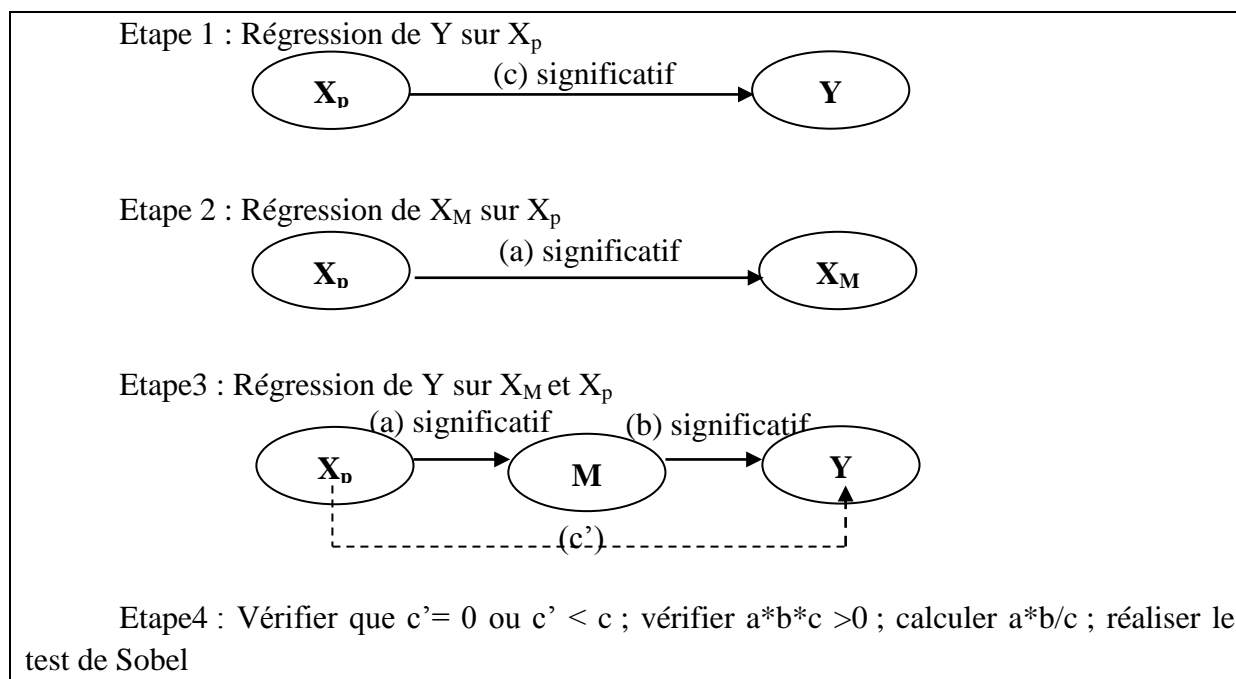 Etape 1 : Régression de Y sur Xp
(c) significatif
Xp Y
Etape 2 : Régression de XM sur Xp
(a) significatif
Xp XM
Etape3 : Régression de Y sur XM et Xp
(a) significatif (b) significatif
Xp M Y
(c’)
Etape4 : Vérifier que c’= 0 ou c’ < c ; vérifier a*b*c >0 ; calculer a*b/c ; réaliser le
test de Sobel